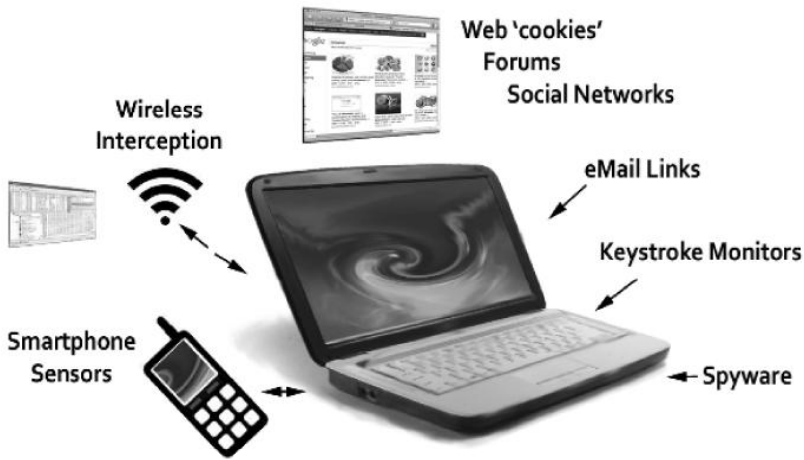 Web ‘cookies’
Forums
Social Networks
Wireless
Interception
eMail Links
Keystroke Monitors
Smartphone
Sensors
Spyware